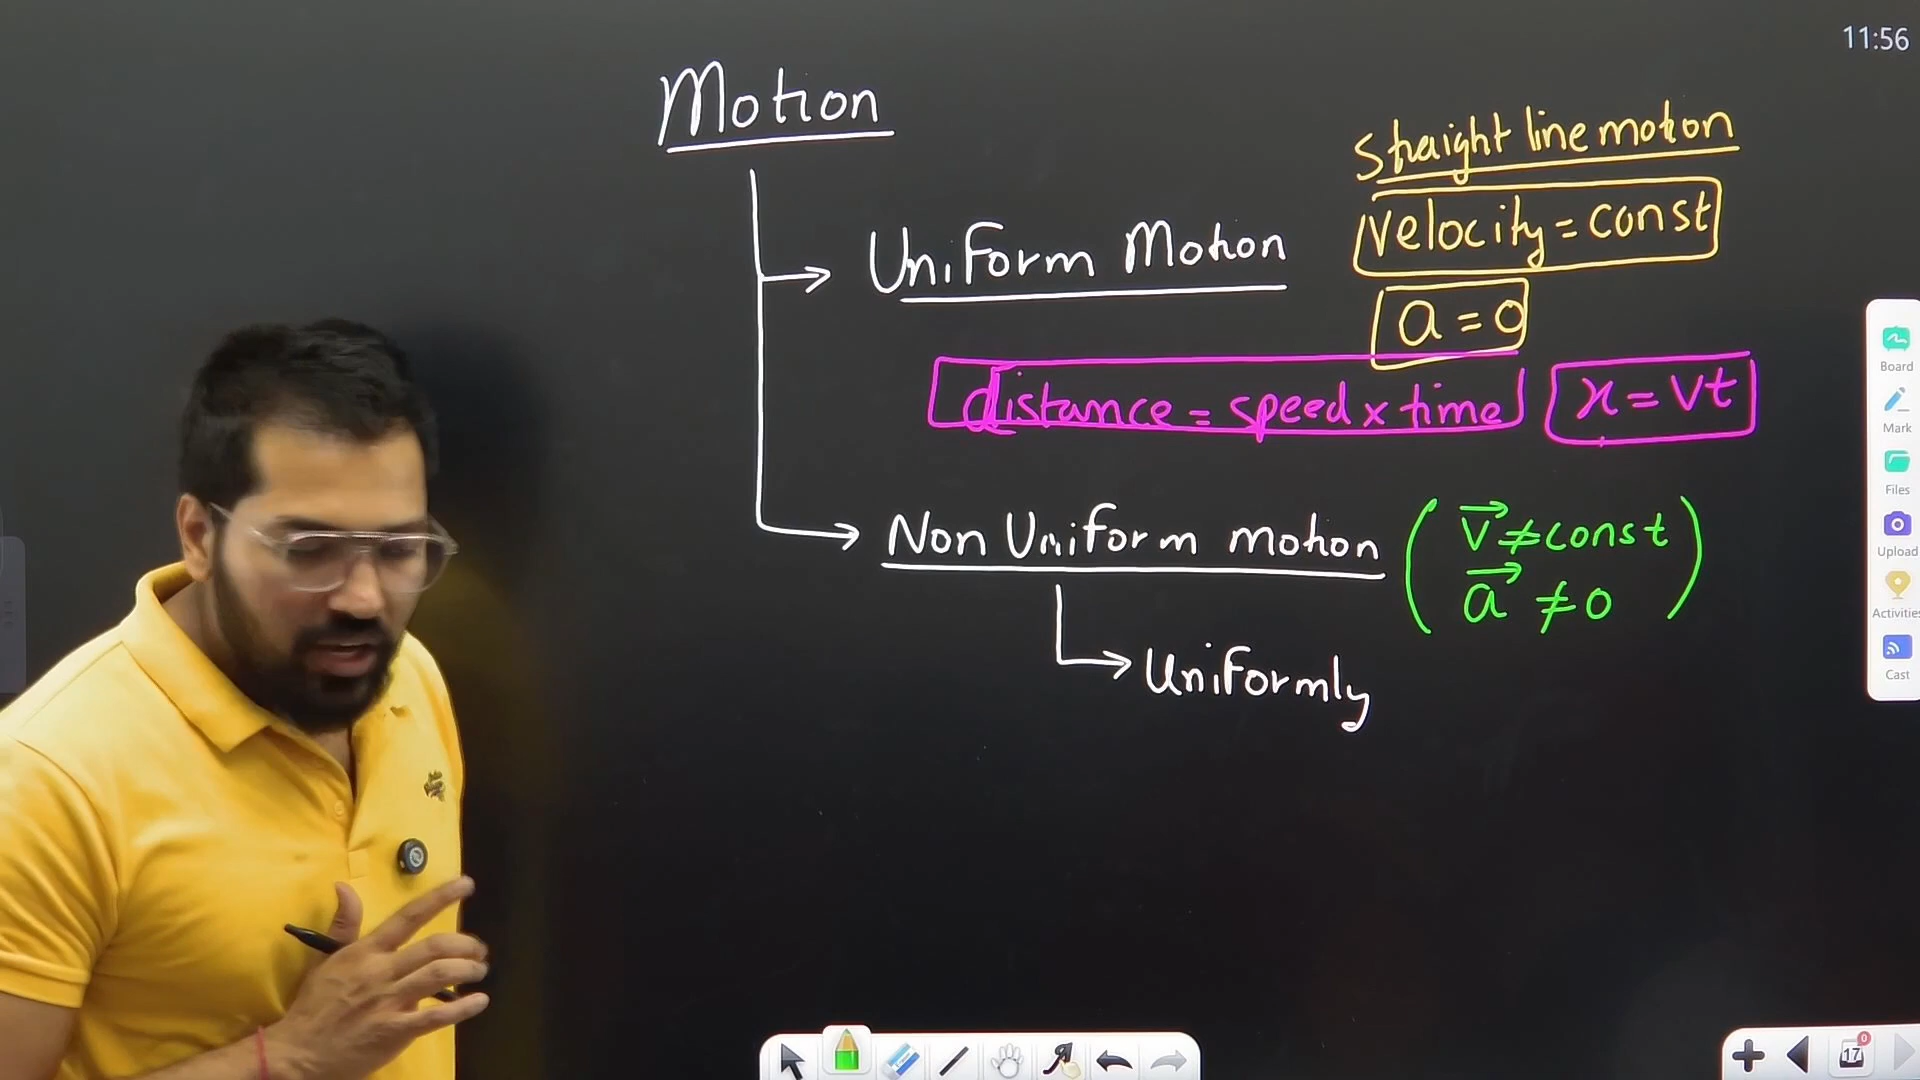 11:56
Motion
Straight line motion
Uniform Motion
velocity = const
a = 0
distance = speed x time
x = vt
Non Uniform motion
v⃗ ≠ const
a⃗ ≠ 0
Uniformly
Board
Mark
Files
Upload
Activities
Cast
17
0